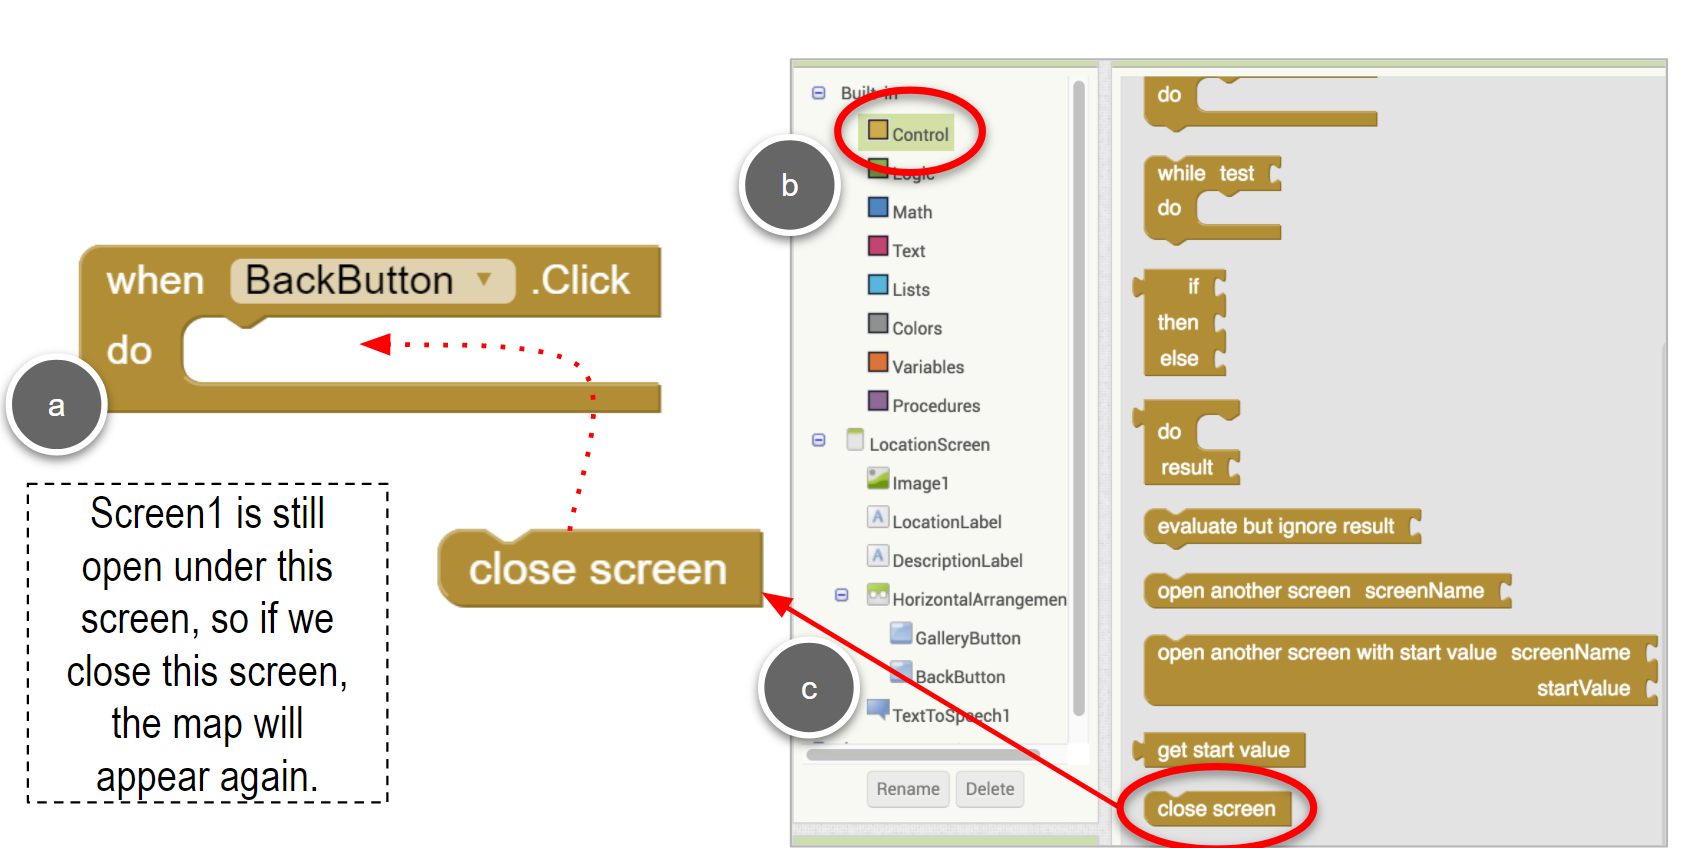 when BackButton .Click
do
a
Screen1 is still
open under this
screen, so if we
close this screen,
the map will
appear again.
close screen
b
c
Built-in
Control
Logic
Math
Text
Lists
Colors
Variables
Procedures
LocationScreen
Image1
LocationLabel
DescriptionLabel
HorizontalArrangemen
GalleryButton
BackButton
TextToSpeech1
Rename Delete
do
while test
do
if
then
else
do
result
evaluate but ignore result
open another screen screenName
open another screen with start value screenName
startValue
get start value
close screen